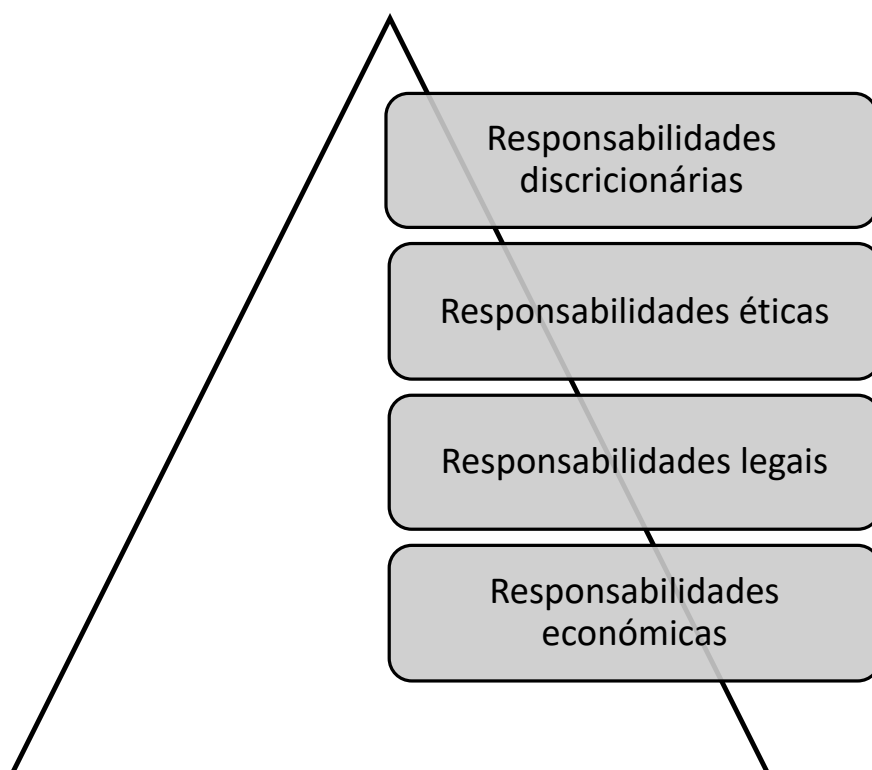 Responsabilidades
discricionárias
Responsabilidades éticas
Responsabilidades legais
Responsabilidades
económicas